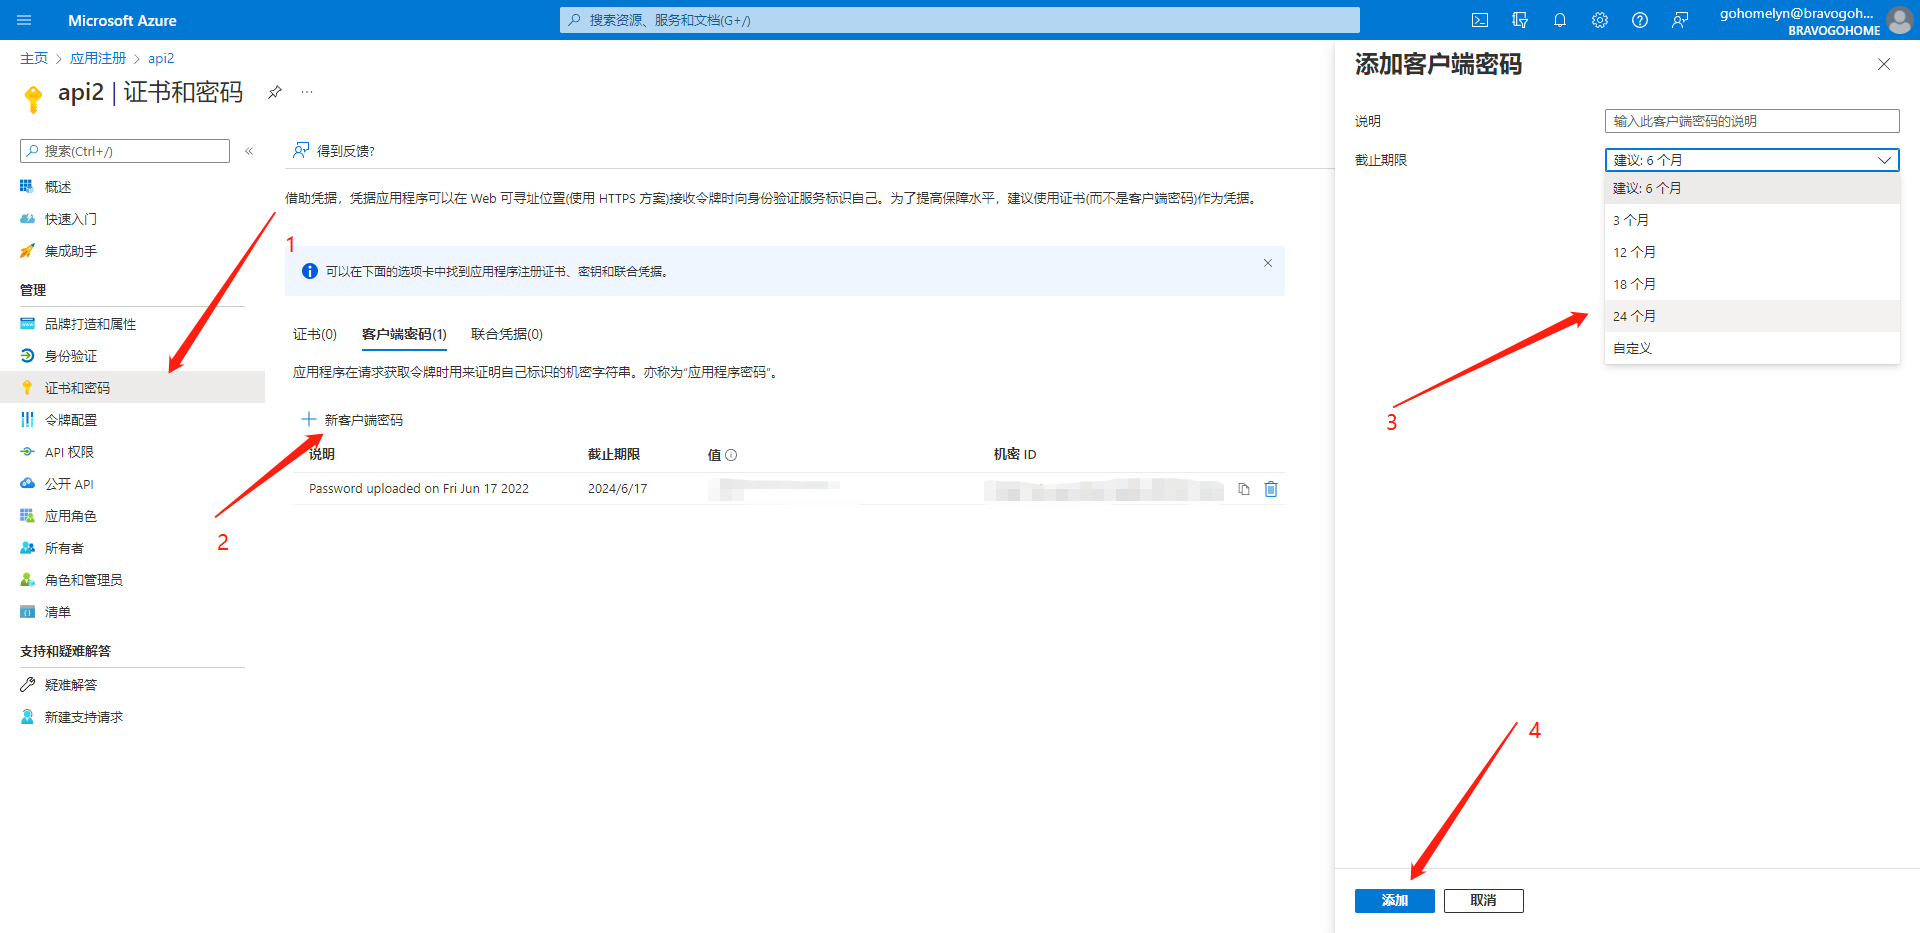 Microsoft Azure
搜索资源、服务和文档(G+/)
gohomelyn@bravogoh...
BRAVOGOHOME
主页 > 应用注册 > api2
api2 | 证书和密码
搜索(Ctrl+/)
概述
快速入门
集成助手
管理
品牌打造和属性
身份验证
证书和密码
令牌配置
API 权限
公开 API
应用角色
所有者
角色和管理员
清单
支持和疑难解答
疑难解答
新建支持请求
得到反馈?
借助凭据，凭据应用程序可以在 Web 可寻址位置(使用 HTTPS 方案)接收令牌时向身份验证服务标识自己。为了提高保障水平，建议使用证书(而不是客户端密码)作为凭据。
1
可以在下面的选项卡中找到应用程序注册证书、密钥和联合凭据。
证书(0) 客户端密码(1) 联合凭据(0)
应用程序在请求获取令牌时用来证明自己标识的机密字符串。亦称为“应用程序密码”。
新客户端密码
说明 截止期限 值 机密 ID
Password uploaded on Fri Jun 17 2022 2024/6/17
2
添加客户端密码
说明 输入此客户端密码的说明
截止期限 建议: 6 个月
建议: 6 个月
3 个月
12 个月
18 个月
24 个月
自定义
3
4
添加 取消